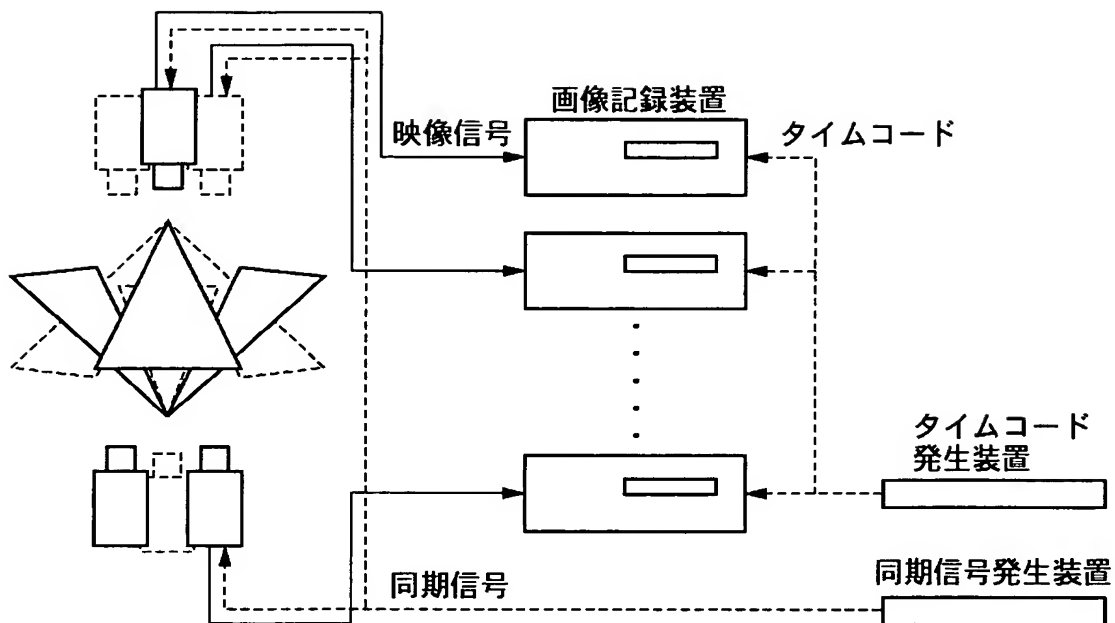 画像記録装置
映像信号
タイムコード
タイムコード
発生装置
同期信号
同期信号発生装置